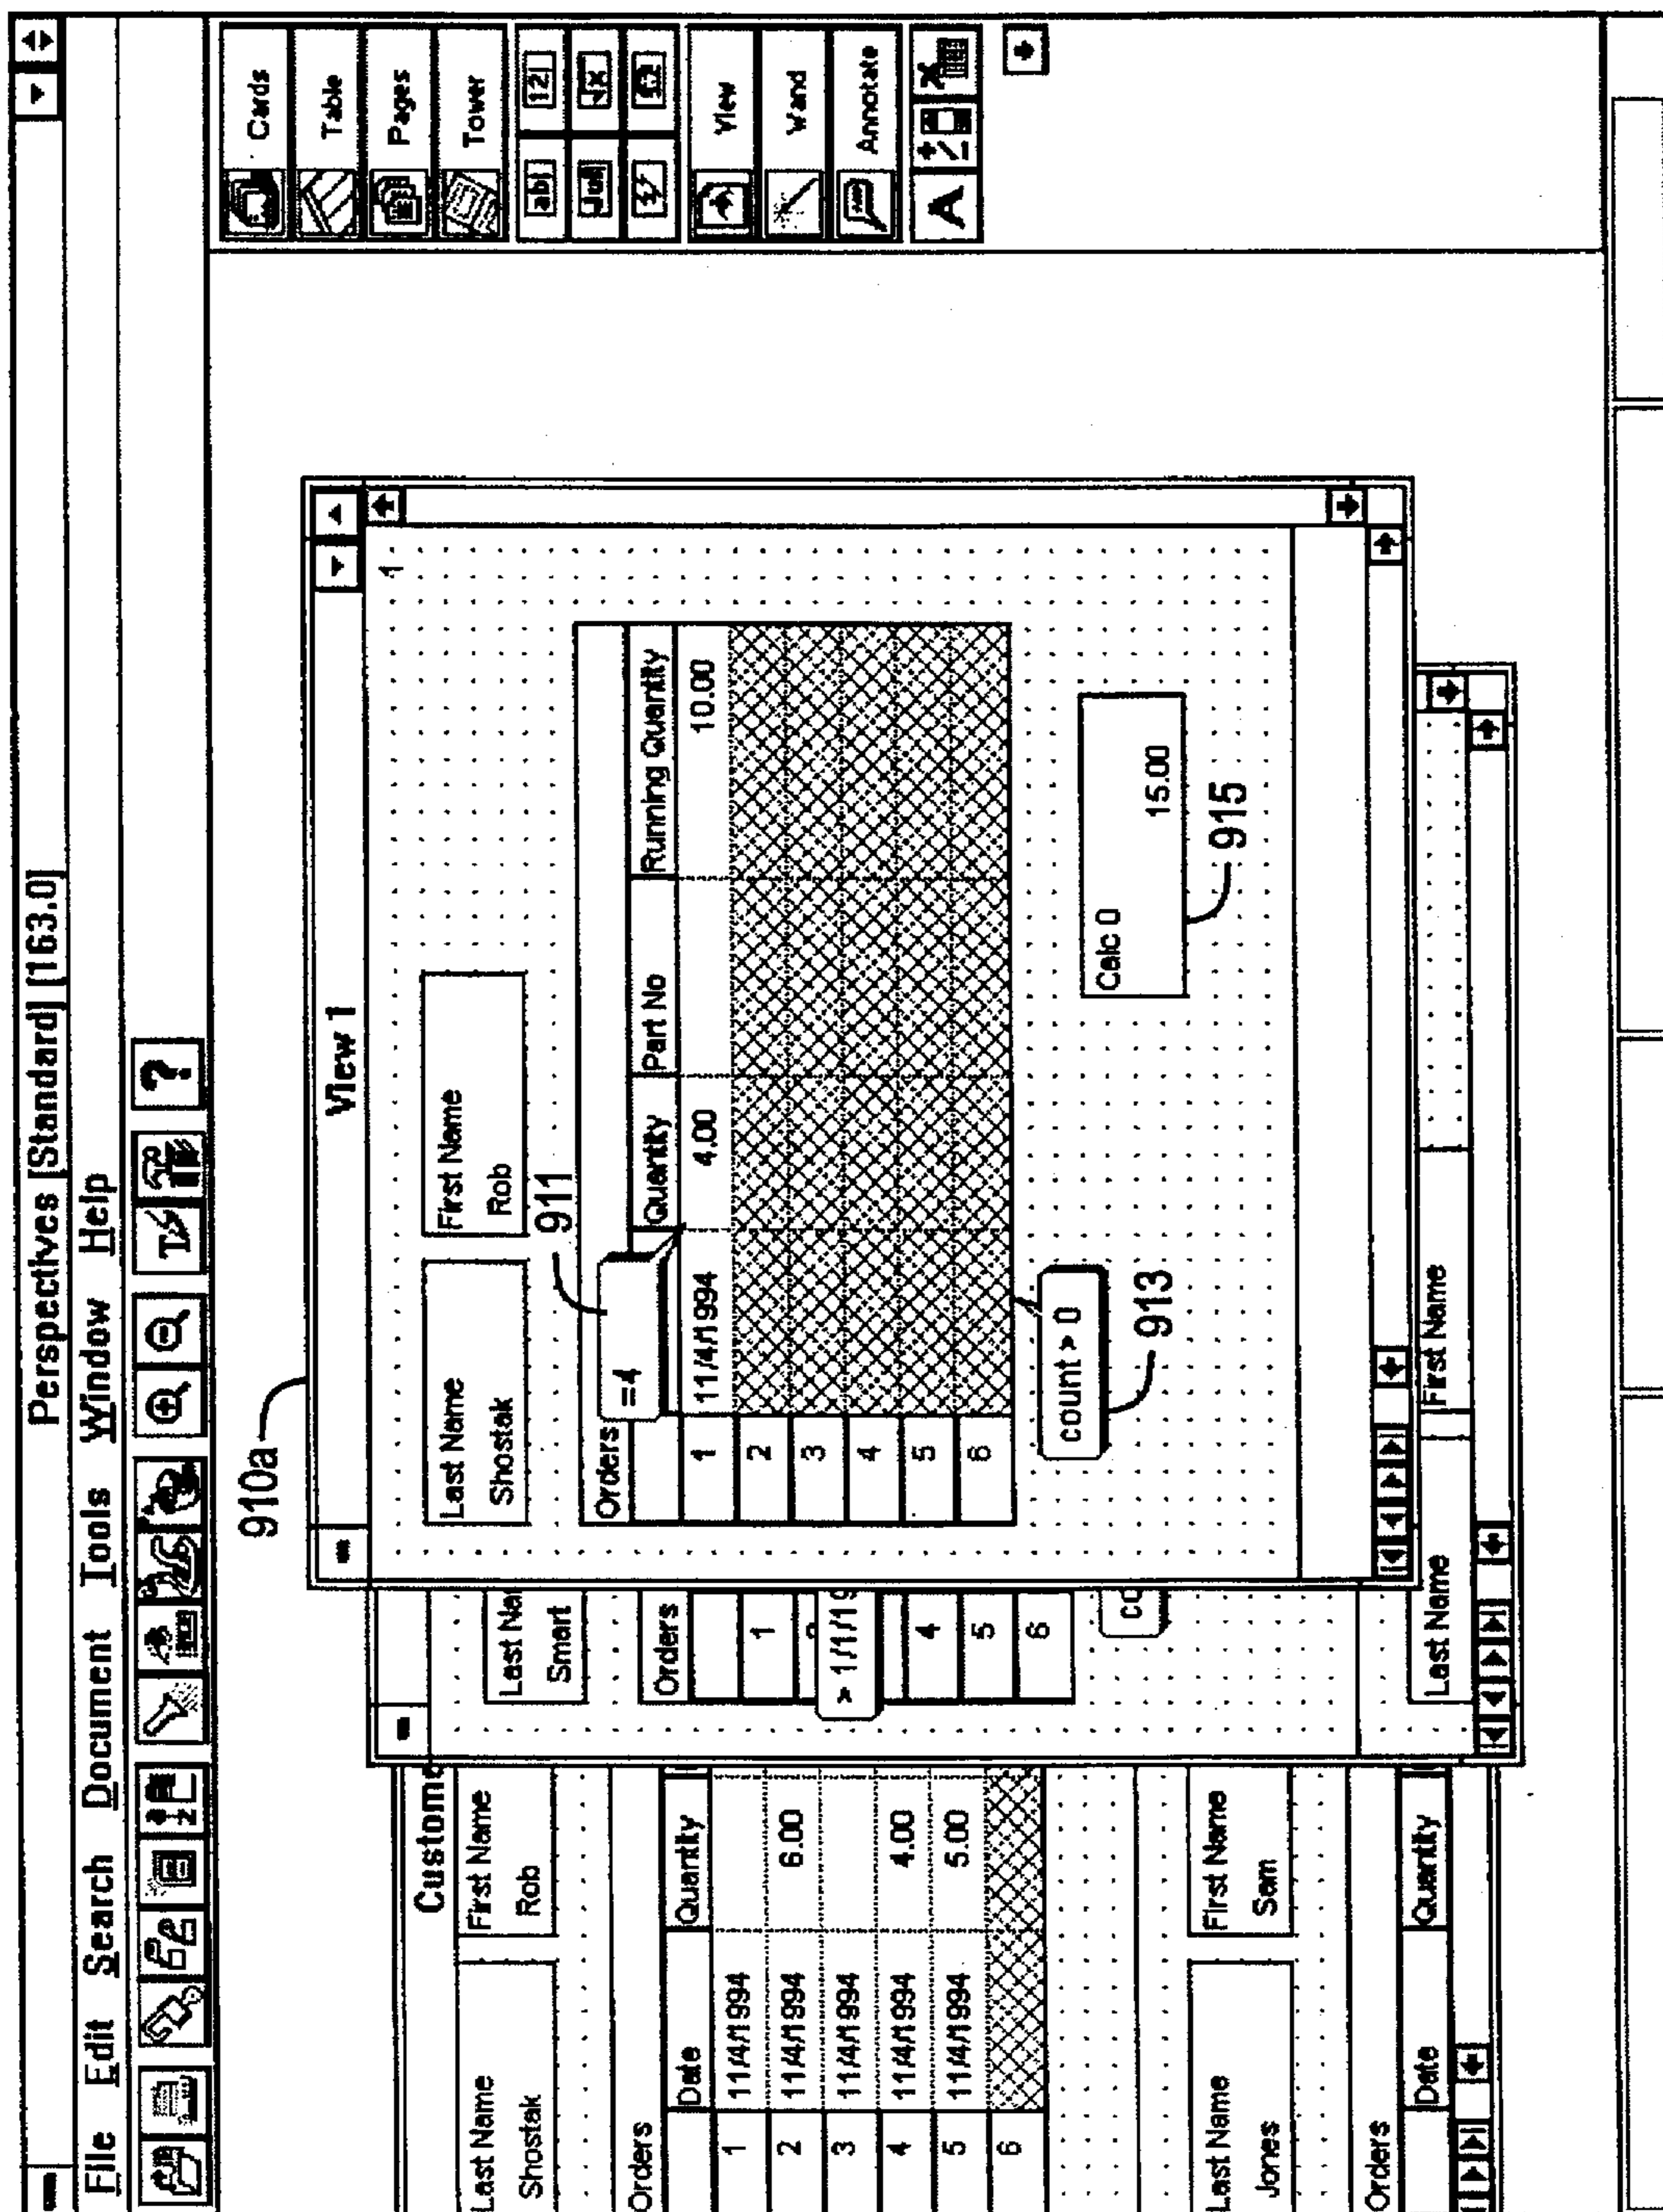 Perspectives [Standard] [163.0]
File Edit Search Document Tools Window Help
?
910a
Custome
Last Name
Shostak
First Name
Rob
Orders
Date Quantity
1 11/4/1994
2 11/4/1994 6.00
3 11/4/1994
4 11/4/1994 4.00
5 11/4/1994 5.00
6
Last Name
Jones
First Name
Sam
Orders
Date Quantity
Last Na
Smart
Orders
1
> 1/1/19
4
5
6
co
Last Name First Name
View 1
1
Last Name
Shostak
First Name
Rob
911
Orders
=4
Quantity Part No Running Quantity
1 11/4/1994 4.00 10.00
2
3
4
5
6
count > 0
913
Calc 0
15.00
915
Cards
Table
Pages
Tower
ab| 12|
View
Wand
Annotate
A